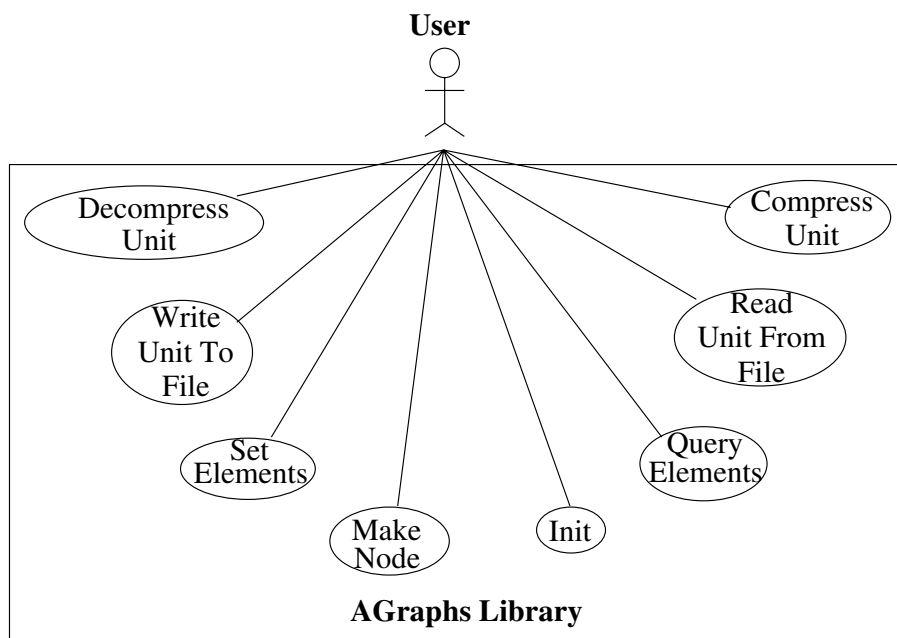 User
Decompress
Unit
Compress
Unit
Write
Unit To
File
Read
Unit From
File
Set
Elements
Query
Elements
Make
Node
Init
AGraphs Library